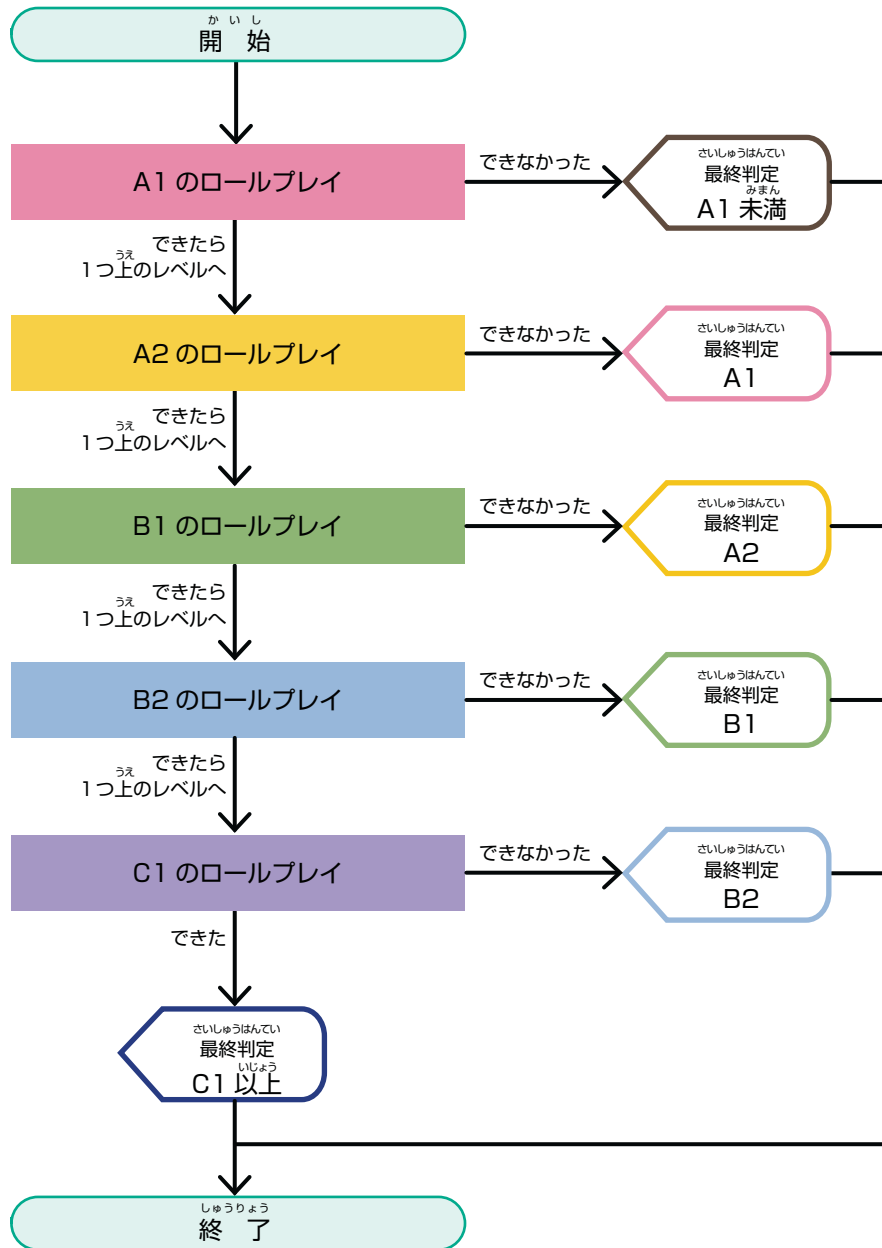 かいし
開 始
A1 のロールプレイ
できなかった
さいしゅうはんてい
最終判定
みまん
A1 未満
できたら
うえ
1つ上のレベルへ
A2 のロールプレイ
できなかった
さいしゅうはんてい
最終判定
A1
できたら
うえ
1つ上のレベルへ
B1 のロールプレイ
できなかった
さいしゅうはんてい
最終判定
A2
できたら
うえ
1つ上のレベルへ
B2 のロールプレイ
できなかった
さいしゅうはんてい
最終判定
B1
できたら
うえ
1つ上のレベルへ
C1 のロールプレイ
できなかった
さいしゅうはんてい
最終判定
B2
できた
さいしゅうはんてい
最終判定
いじょう
C1 以上
しゅうりょう
終 了